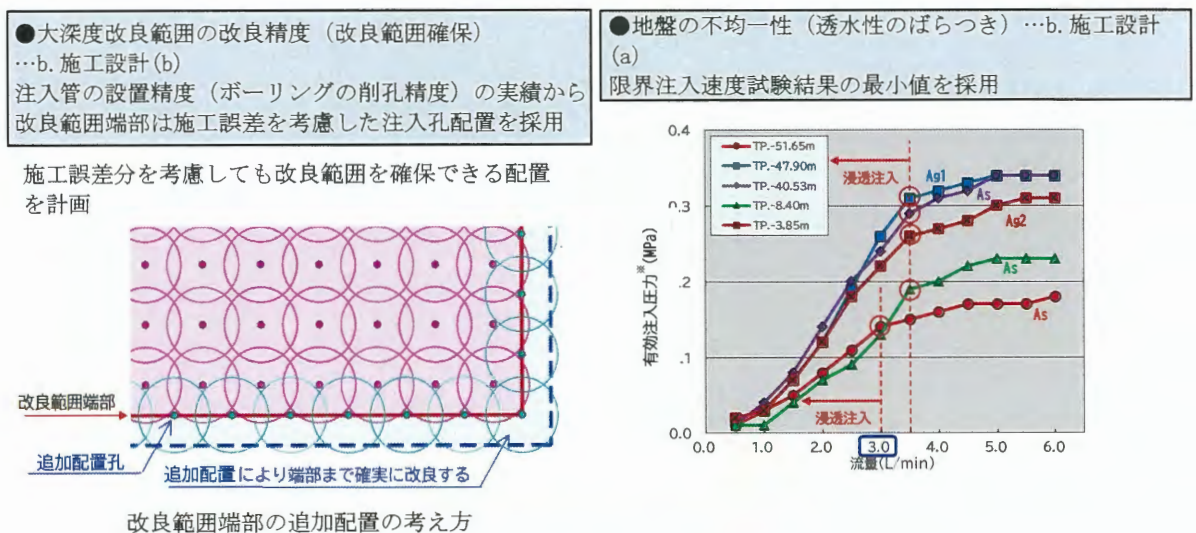 ●大深度改良範囲の改良精度（改良範囲確保）
…b. 施工設計(b)
注入管の設置精度（ボーリングの削孔精度）の実績から
改良範囲端部は施工誤差を考慮した注入孔配置を採用
施工誤差分を考慮しても改良範囲を確保できる配置
を計画
改良範囲端部
追加配置孔
追加配置により端部まで確実に改良する
改良範囲端部の追加配置の考え方
●地盤の不均一性（透水性のばらつき）…b. 施工設計
(a)
限界注入速度試験結果の最小値を採用
0.4
TP.-51.65m
TP.-47.90m
TP.-40.53m
TP.-8.40m
TP.-3.85m
浸透注入
Ag1
As
Ag2
As
As
.3
.2
.1
0.0
有効注入圧力※(MPa)
浸透注入
0.0 1.0 2.0 3.0 4.0 5.0 6.0
流量(L/min)